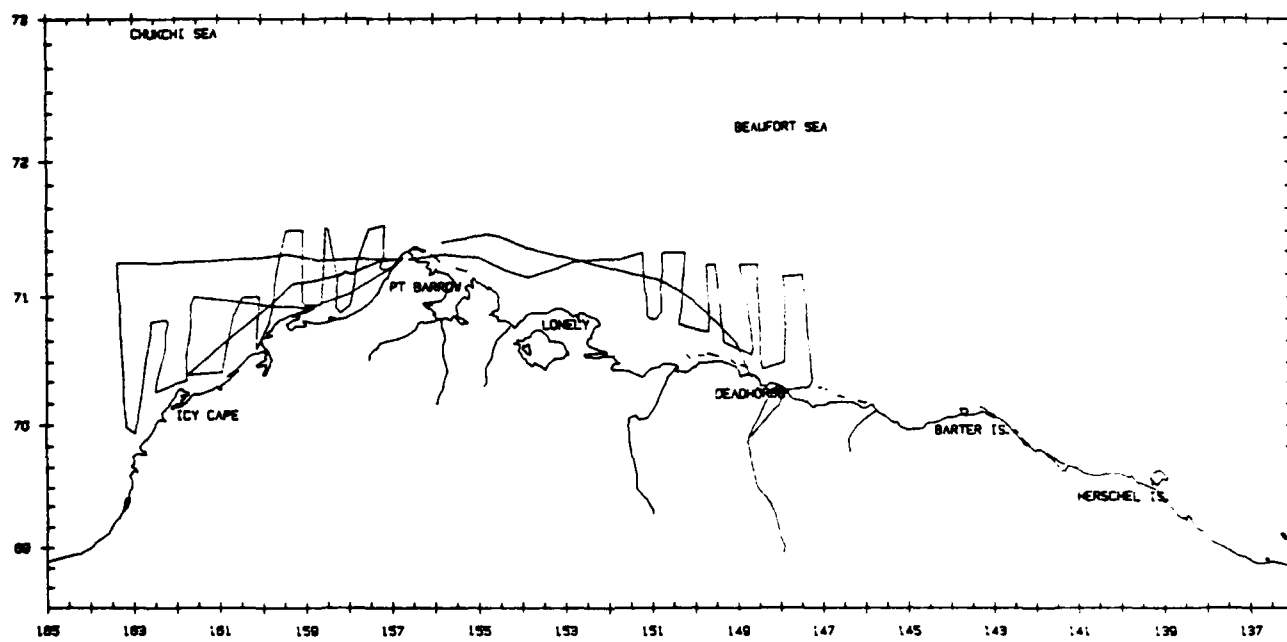 73
CHUKCHI SEA
BEAUFORT SEA
72
71
PT BARROW
LONELY
DEADHORSE
ICY CAPE
70
BARTER IS.
HERSCHEL IS.
69
165 163 161 159 157 155 153 151 149 147 145 143 141 139 137